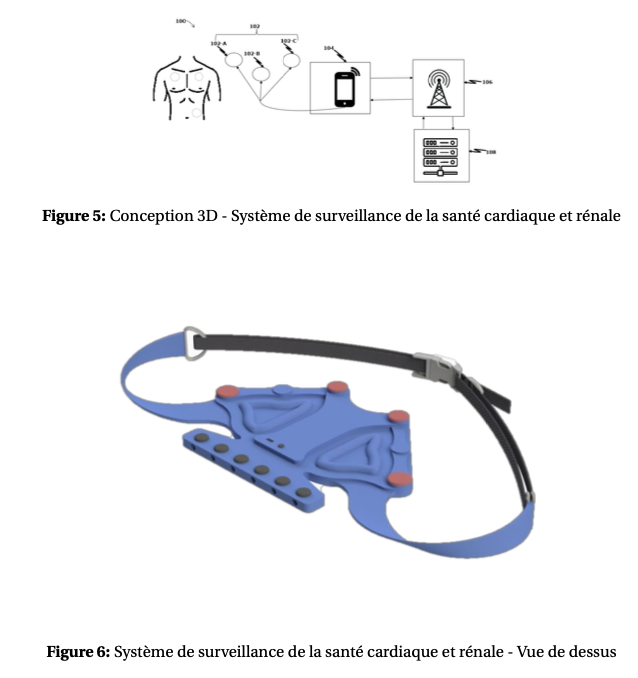 100
102
102-A
102-B
102-C
104
106
108
Figure 5: Conception 3D - Système de surveillance de la santé cardiaque et rénale
Figure 6: Système de surveillance de la santé cardiaque et rénale - Vue de dessus